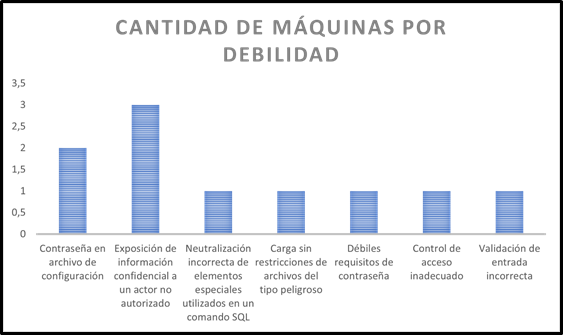 CANTIDAD DE MÁQUINAS POR
DEBILIDAD
3,5
3
2,5
2
1,5
1
0,5
0
Contraseña en
archivo de
configuración
Exposición de
información
confidencial a
un actor no
autorizado
Neutralización
incorrecta de
elementos
especiales
utilizados en un
comando SQL
Carga sin
restricciones de
archivos del
tipo peligroso
Débiles
requisitos de
contraseña
Control de
acceso
inadecuado
Validación de
entrada
incorrecta